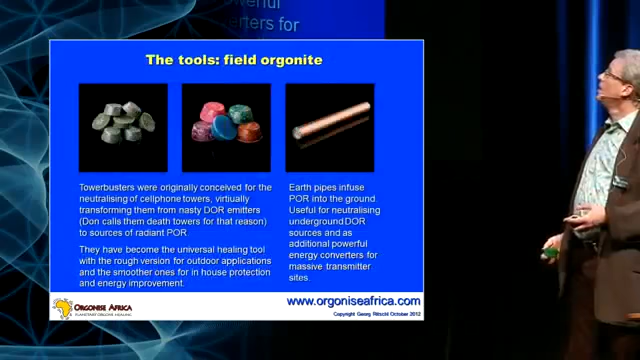 The tools: field orgonite
Towerbusters were originally conceived for the
neutralising of cellphone towers, virtiually
transforming them from nasty DOR emitters
(Don calls them death towers for that reason)
to sources of radiant POR
They have become the universal healing tool
with the rough version for outdoor applications
and the smoother ones for in house protection
and energy improvement.
Earth pipes infuse
POR into the ground.
Useful for neutralising
underground DOR
sources and as
additional powerful
energy converters for
massive transmitter
sites.
ORGONISE AFRICA
PLANETARY ORGONE HEALING
www.orgoniseafrica.com
Copyright Georg Ritschl October 2012